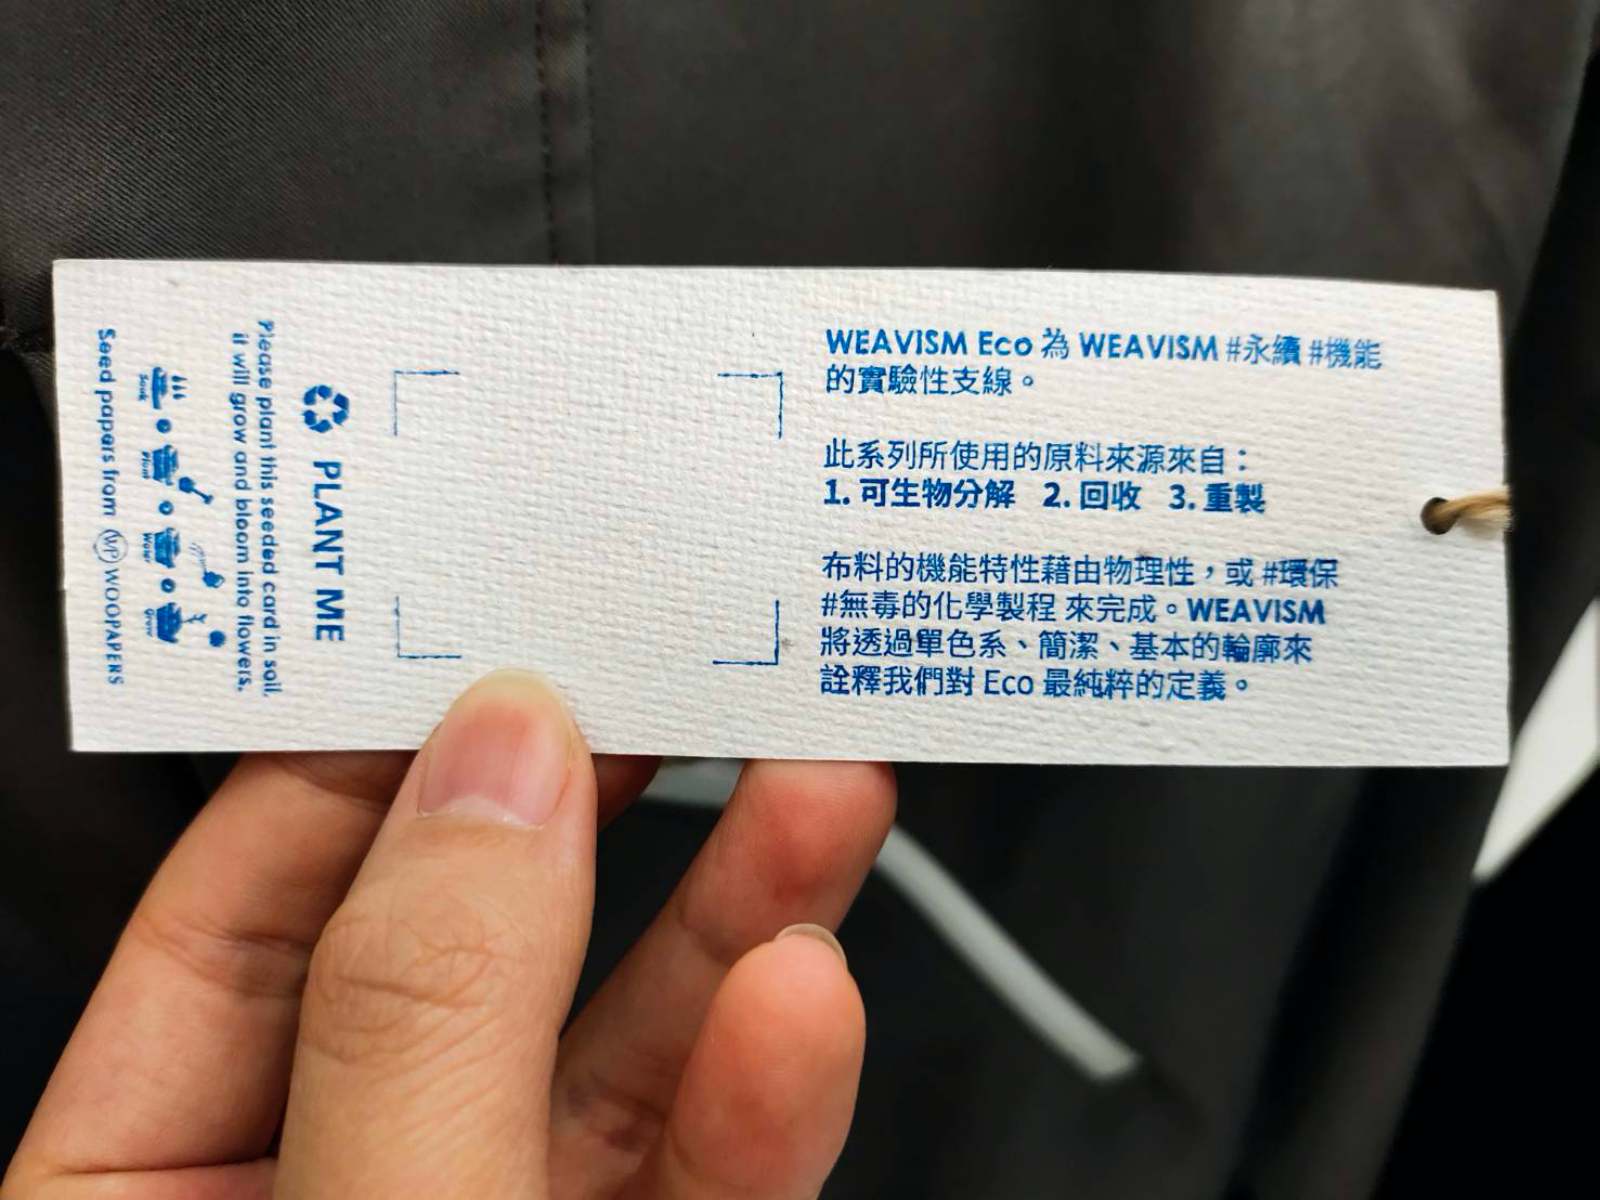 WEAVISM Eco 為 WEAVISM #永續 #機能
的實驗性支線。
此系列所使用的原料來源來自：
1. 可生物分解 2. 回收 3. 重製
布料的機能特性藉由物理性，或 #環保
#無毒的化學製程 來完成。WEAVISM
將透過單色系、簡潔、基本的輪廓來
詮釋我們對 Eco 最純粹的定義。
PLANT ME
Please plant this seeded card in soil,
it will grow and bloom into flowers.
Soak Plant Water Grow
Seed papers from WP WOOPAPERS